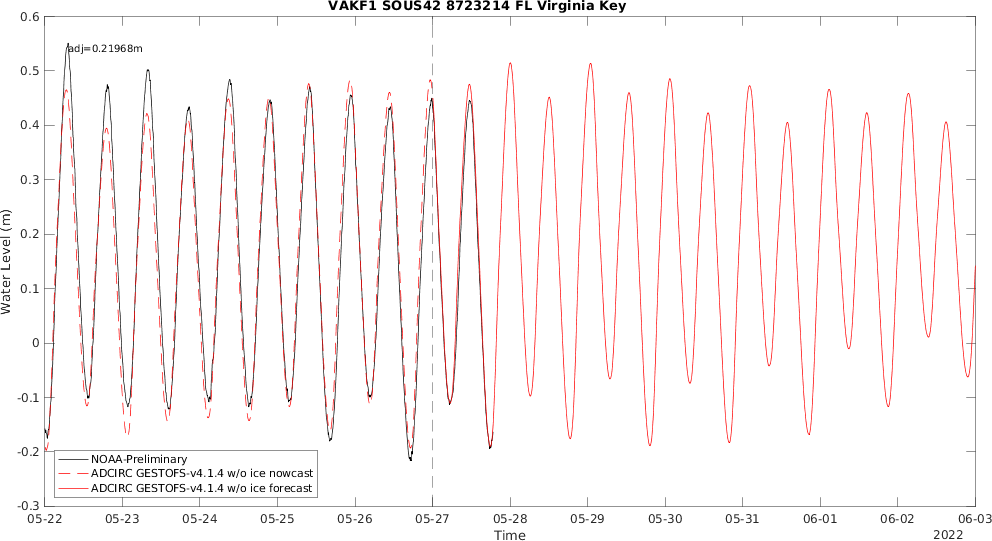 VAKF1 SOUS42 8723214 FL Virginia Key
adj=0.21968m
Water Level (m)
0.6
0.5
0.4
0.3
0.2
0.1
0
-0.1
-0.2
-0.3
NOAA-Preliminary
ADCIRC GESTOFS-v4.1.4 w/o ice nowcast
ADCIRC GESTOFS-v4.1.4 w/o ice forecast
05-22 05-23 05-24 05-25 05-26 05-27 05-28 05-29 05-30 05-31 06-01 06-02 06-03
Time
2022